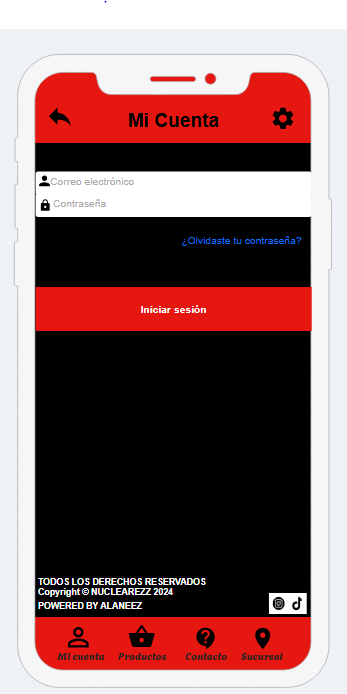 Mi Cuenta
Correo electrónico
Contraseña
¿Olvidaste tu contraseña?
Iniciar sesión
TODOS LOS DERECHOS RESERVADOS
Copyright © NUCLEAREZZ 2024
POWERED BY ALANEEZ
Mi cuenta Productos Contacto Sucursal